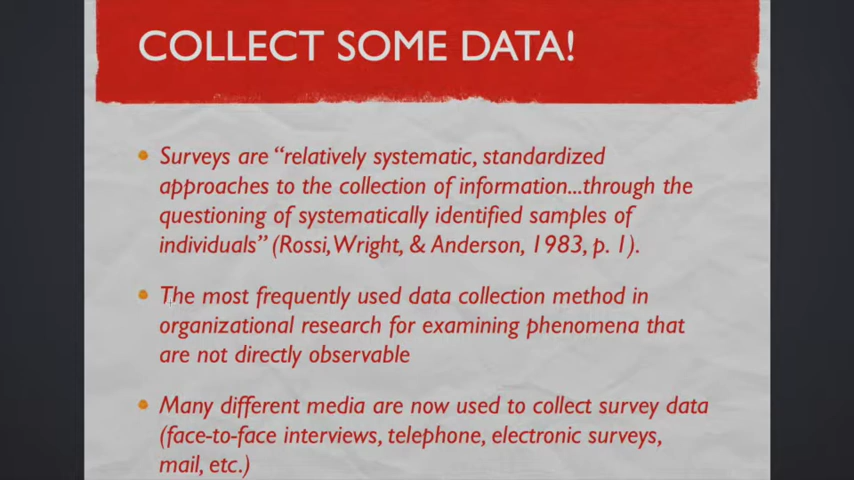 COLLECT SOME DATA!
• Surveys are “relatively systematic, standardized
approaches to the collection of information...through the
questioning of systematically identified samples of
individuals” (Rossi, Wright, & Anderson, 1983, p. 1).
• The most frequently used data collection method in
organizational research for examining phenomena that
are not directly observable
• Many different media are now used to collect survey data
(face-to-face interviews, telephone, electronic surveys,
mail, etc.)